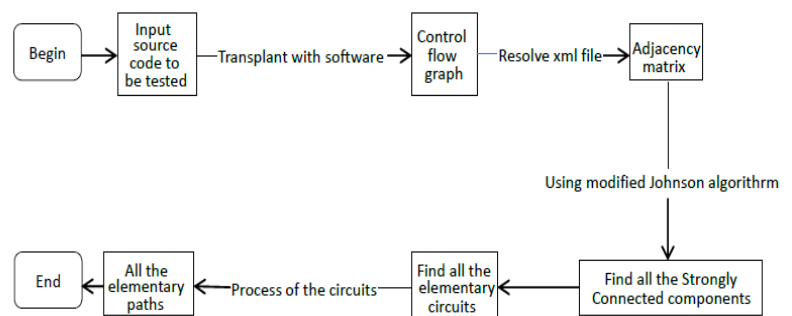 Begin
Input
source
code to
be tested
Transplant with software
Control
flow
graph
Resolve xml file
Adjacency
matrix
Using modified Johnson algorithrm
Find all the Strongly
Connected components
Find all the
elementary
circuits
Process of the circuits
All the
elementary
paths
End